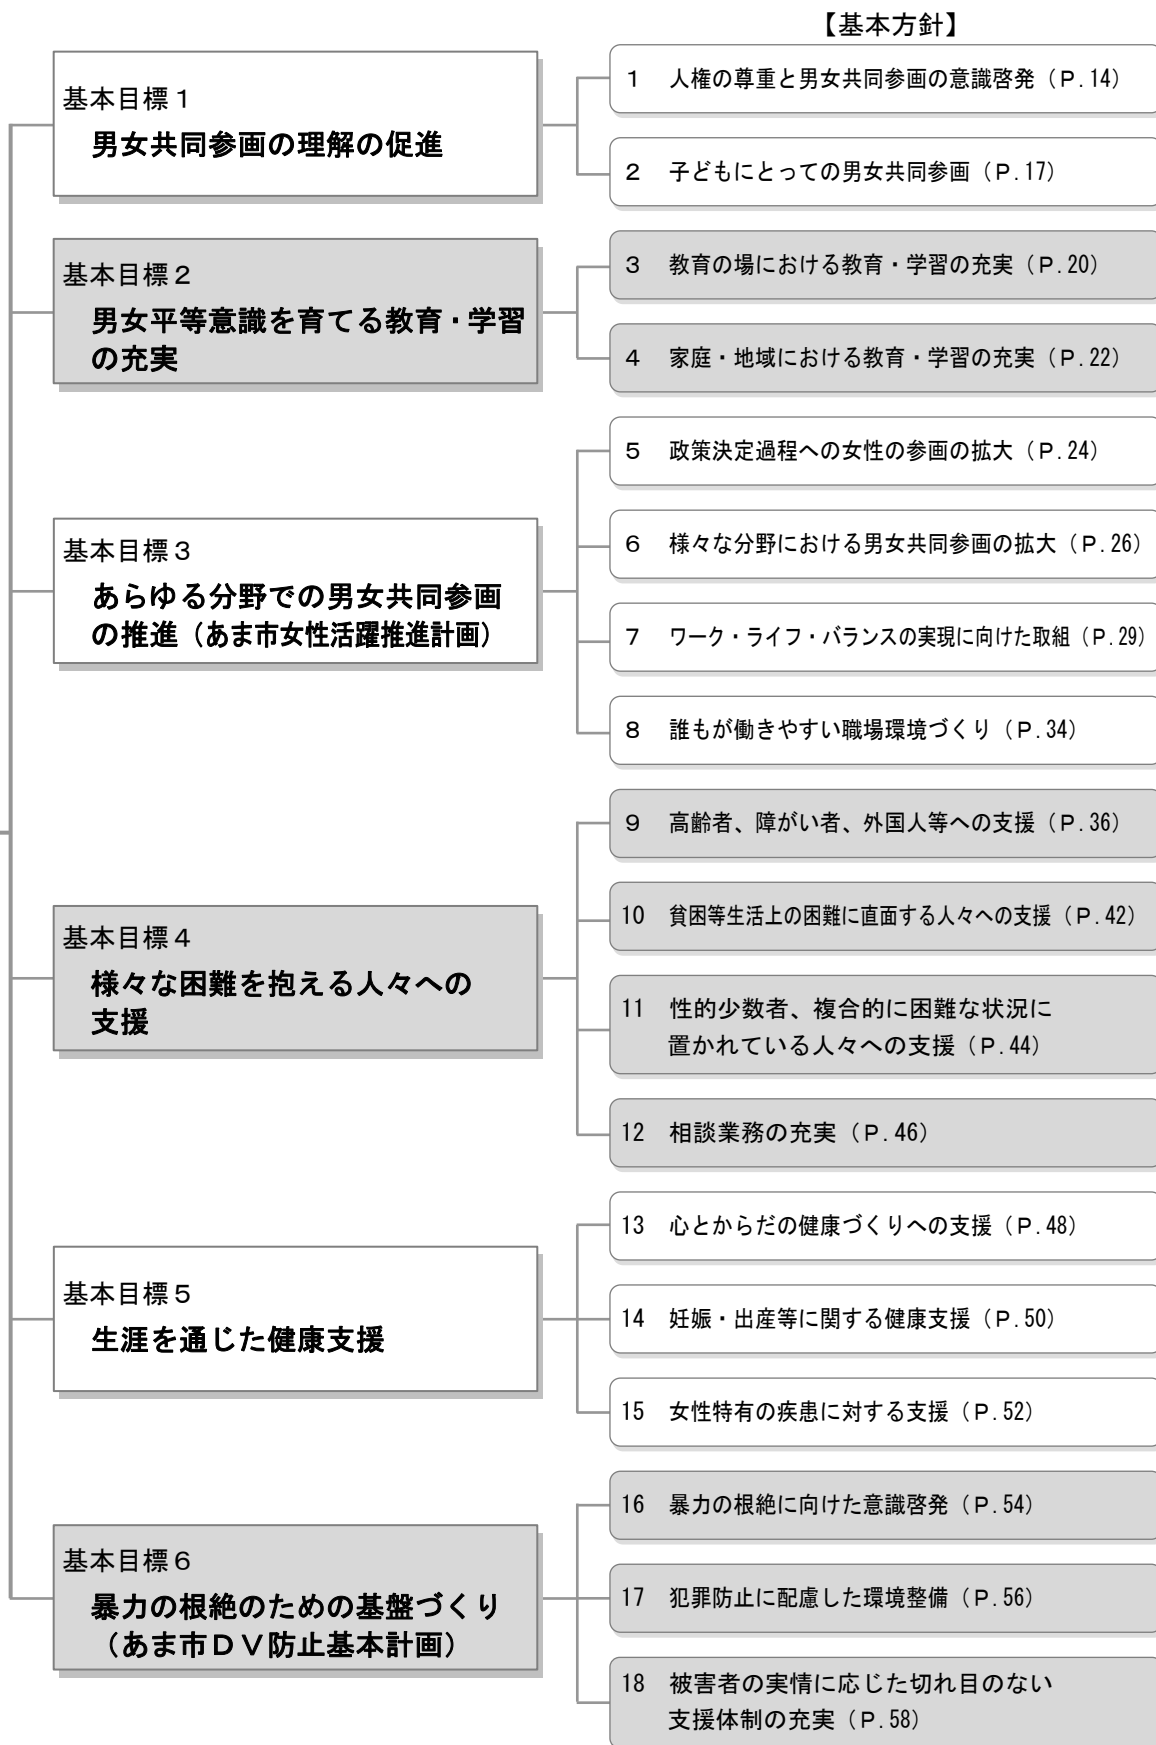 【基本方針】
基本目標１
男女共同参画の理解の促進
1 人権の尊重と男女共同参画の意識啓発（P.14）
2 子どもにとっての男女共同参画（P.17）
基本目標２
男女平等意識を育てる教育・学習
の充実
3 教育の場における教育・学習の充実（P.20）
4 家庭・地域における教育・学習の充実（P.22）
基本目標３
あらゆる分野での男女共同参画
の推進（あま市女性活躍推進計画）
5 政策決定過程への女性の参画の拡大（P.24）
6 様々な分野における男女共同参画の拡大（P.26）
7 ワーク・ライフ・バランスの実現に向けた取組（P.29）
8 誰もが働きやすい職場環境づくり（P.34）
基本目標４
様々な困難を抱える人々への
支援
9 高齢者、障がい者、外国人等への支援（P.36）
10 貧困等生活上の困難に直面する人々への支援（P.42）
11 性的少数者、複合的に困難な状況に
置かれている人々への支援（P.44）
12 相談業務の充実（P.46）
基本目標５
生涯を通じた健康支援
13 心とからだの健康づくりへの支援（P.48）
14 妊娠・出産等に関する健康支援（P.50）
15 女性特有の疾患に対する支援（P.52）
基本目標６
暴力の根絶のための基盤づくり
（あま市ＤＶ防止基本計画）
16 暴力の根絶に向けた意識啓発（P.54）
17 犯罪防止に配慮した環境整備（P.56）
18 被害者の実情に応じた切れ目のない
支援体制の充実（P.58）